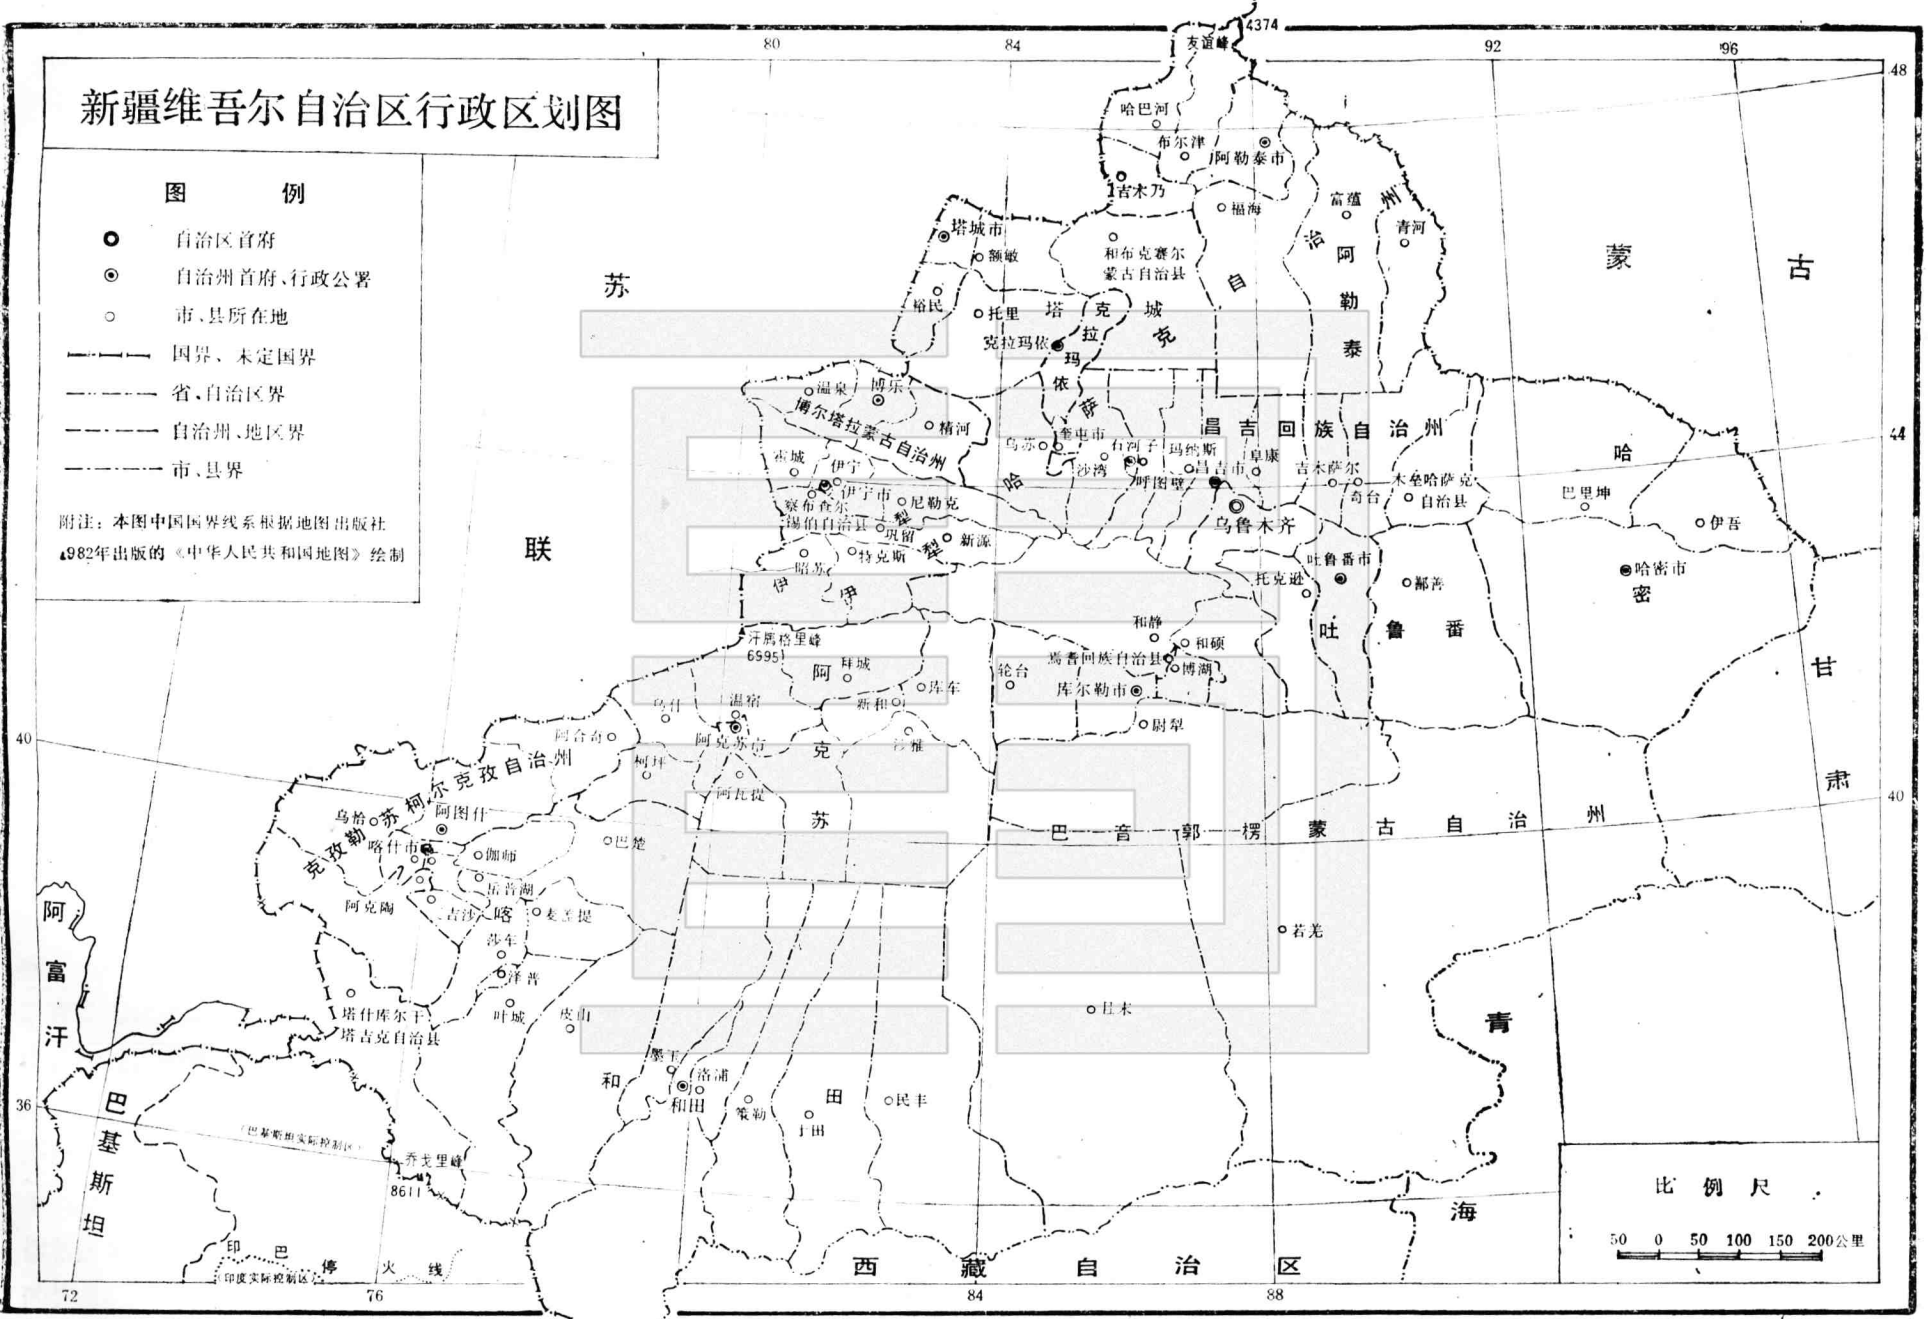 新疆维吾尔自治区行政区划图
图 例
自治区首府
自治州首府、行政公署
市、县所在地
国界、未定国界
省、自治区界
自治州、地区界
市、县界
附注：本图中国国界线系根据地图出版社
1982年出版的《中华人民共和国地图》绘制
80
84
92
96
48
44
40
40
36
72
76
84
88
4374
友谊峰
哈巴河
布尔津
阿勒泰市
吉木乃
福海
富蕴
青河
阿勒泰
自治州
塔城市
额敏
和布克赛尔
蒙古自治县
裕民
托里
塔城
克拉玛依
克拉玛依
哈萨克
苏联
蒙古
温泉
博乐
精河
博尔塔拉蒙古自治州
乌苏
奎屯市
沙湾
石河子
玛纳斯
呼图壁
昌吉市
阜康
吉木萨尔
奇台
木垒哈萨克
自治县
昌吉回族自治州
乌鲁木齐
巴里坤
伊吾
哈密市
哈密
霍城
伊宁
伊宁市
察布查尔
锡伯自治县
尼勒克
巩留
新源
特克斯
昭苏
伊犁
伊犁
吐鲁番市
托克逊
鄯善
吐鲁番
甘肃
汗腾格里峰
6995
拜城
库车
新和
沙雅
乌什
温宿
阿克苏市
柯坪
阿瓦提
阿克苏
和静
和硕
焉耆回族自治县
博湖
轮台
库尔勒市
尉犁
若羌
且末
巴音郭楞蒙古自治州
阿合奇
乌恰
阿图什
阿克陶
克孜勒苏柯尔克孜自治州
喀什市
伽师
巴楚
岳普湖
麦盖提
莎车
泽普
叶城
喀
塔什库尔干
塔吉克自治县
皮山
墨玉
洛浦
和田
策勒
于田
民丰
和田
阿富汗
巴基斯坦
（巴基斯坦实际控制区）
乔戈里峰
8611
印巴停火线
（印度实际控制区）
西藏自治区
青海
比例尺
50 0 50 100 150 200公里